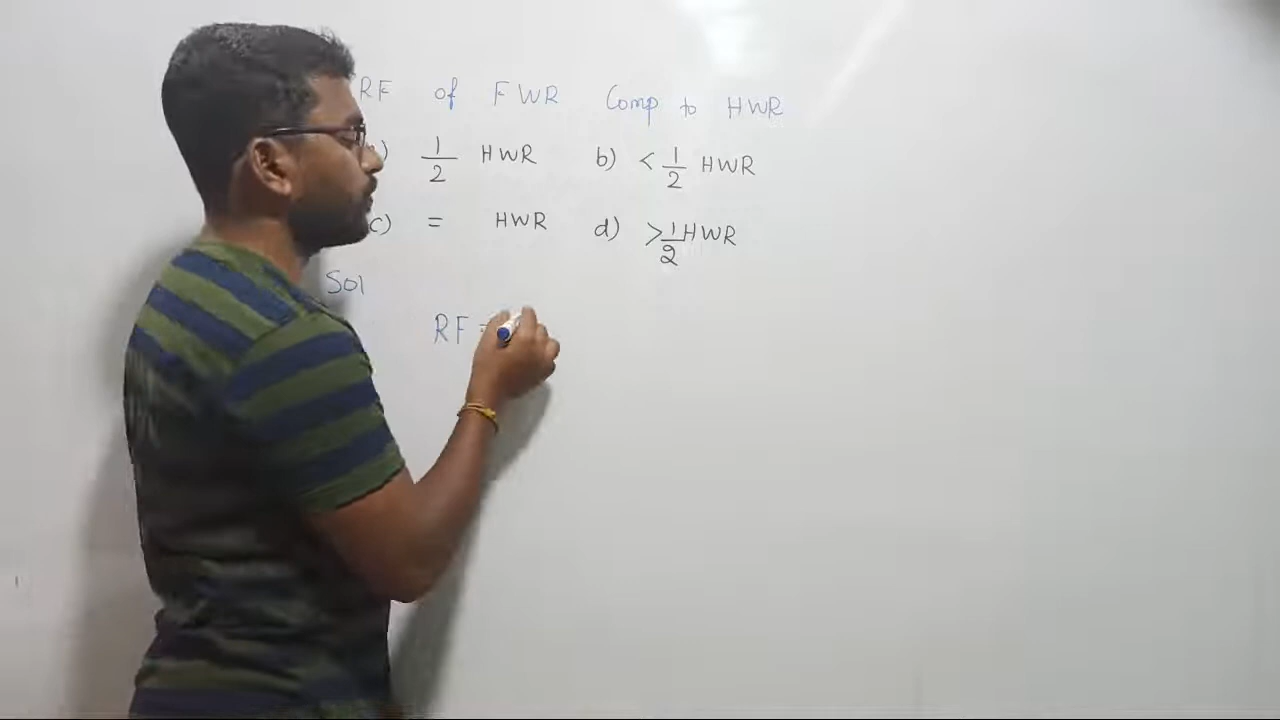 RF of FWR Comp to HWR
) 1/2 HWR b) < 1/2 HWR
c) = HWR d) > 1/2 HWR
Sol
RF =